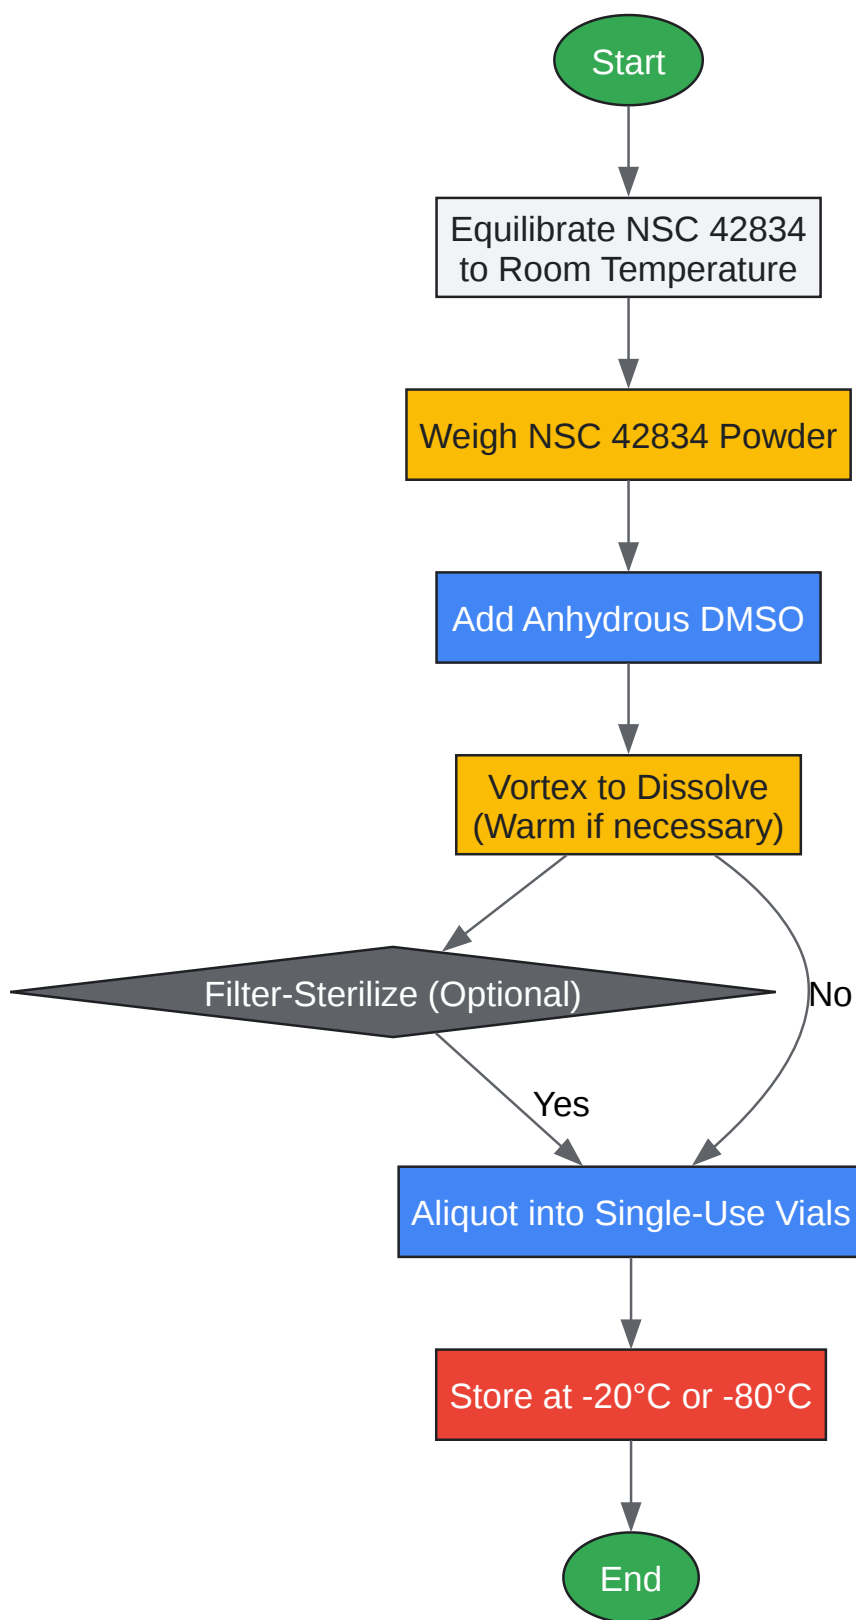 Start
Equilibrate NSC 42834
to Room Temperature
Weigh NSC 42834 Powder
Add Anhydrous DMSO
Vortex to Dissolve
(Warm if necessary)
Filter-Sterilize (Optional)
No
Yes
Aliquot into Single-Use Vials
Store at -20°C or -80°C
End